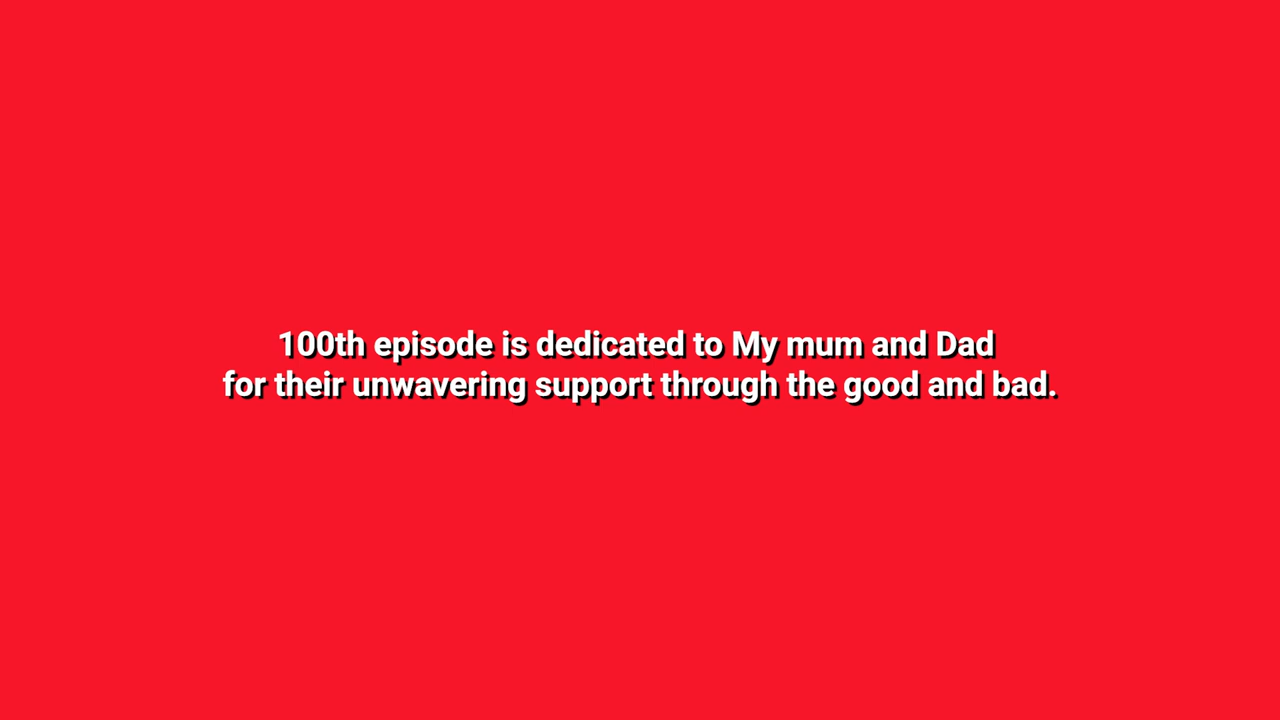 100th episode is dedicated to My mum and Dad
for their unwavering support through the good and bad.